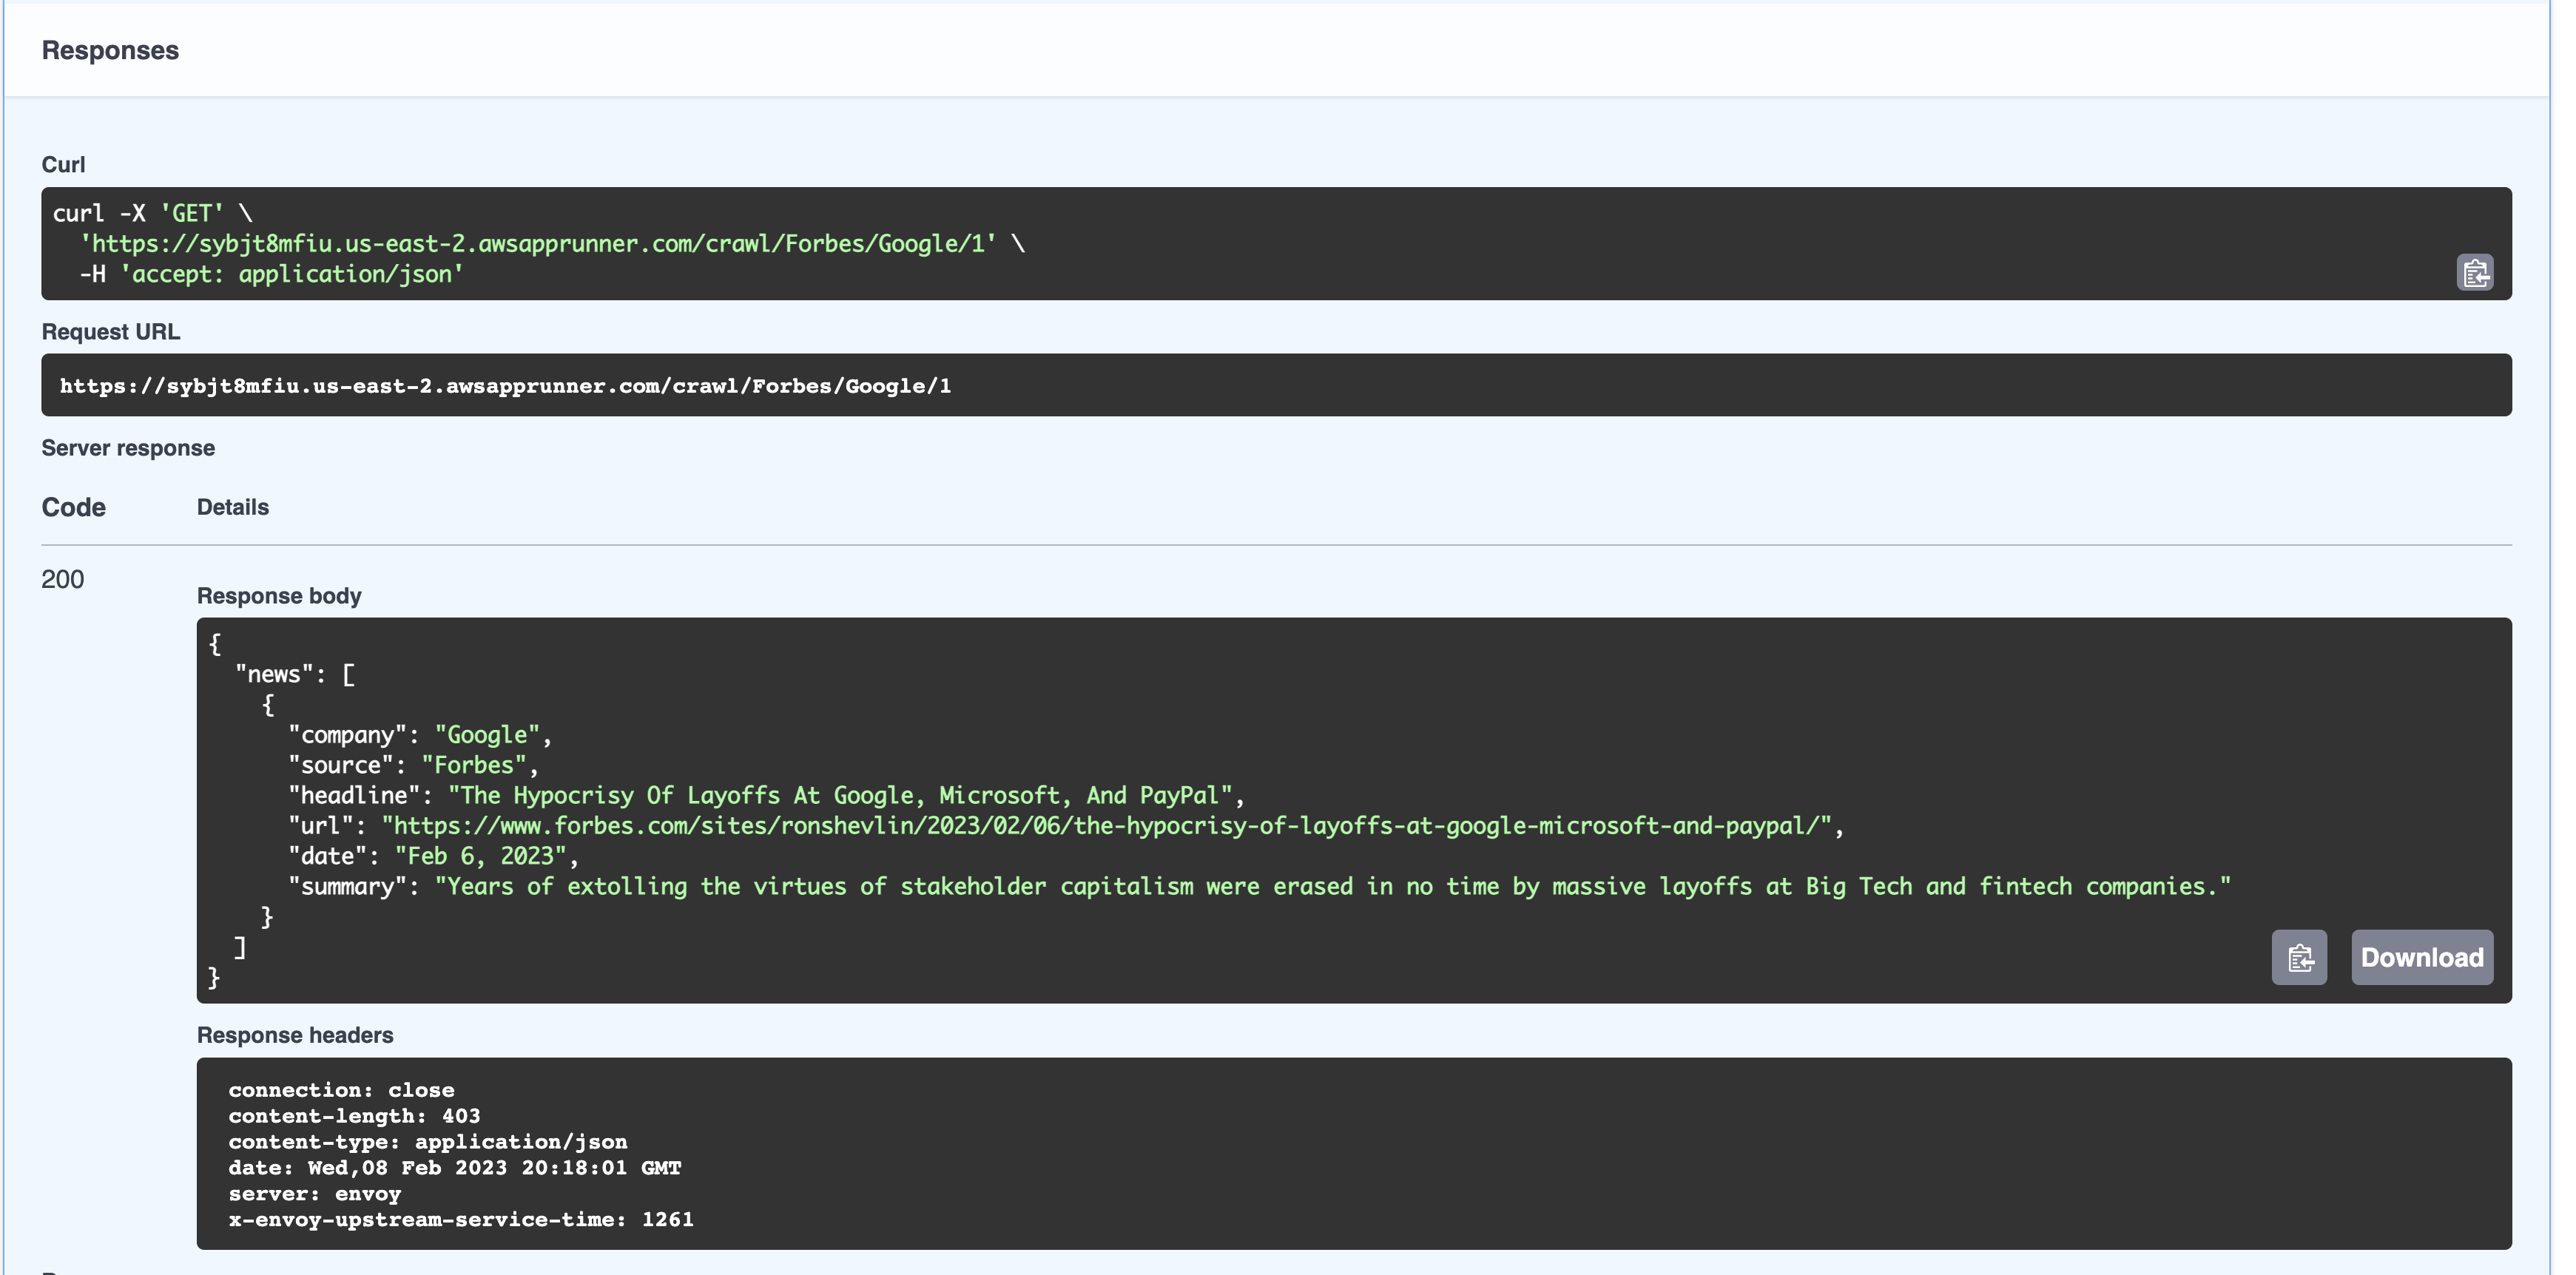 Responses
Curl
curl -X 'GET' \
  'https://sybjt8mfiu.us-east-2.awsapprunner.com/crawl/Forbes/Google/1' \
  -H 'accept: application/json'
Request URL
https://sybjt8mfiu.us-east-2.awsapprunner.com/crawl/Forbes/Google/1
Server response
Code Details
200
Response body
{
  "news": [
    {
      "company": "Google",
      "source": "Forbes",
      "headline": "The Hypocrisy Of Layoffs At Google, Microsoft, And PayPal",
      "url": "https://www.forbes.com/sites/ronshevlin/2023/02/06/the-hypocrisy-of-layoffs-at-google-microsoft-and-paypal/",
      "date": "Feb 6, 2023",
      "summary": "Years of extolling the virtues of stakeholder capitalism were erased in no time by massive layoffs at Big Tech and fintech companies."
    }
  ]
}
Download
Response headers
connection: close
content-length: 403
content-type: application/json
date: Wed,08 Feb 2023 20:18:01 GMT
server: envoy
x-envoy-upstream-service-time: 1261